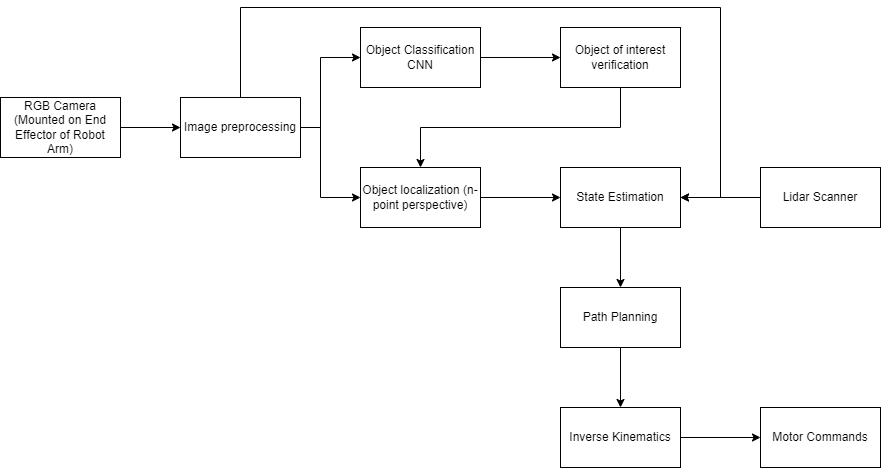 Object Classification
CNN
Object of interest
verification
RGB Camera
(Mounted on End
Effector of Robot
Arm)
Image preprocessing
Object localization (n-
point perspective)
State Estimation
Lidar Scanner
Path Planning
Inverse Kinematics
Motor Commands